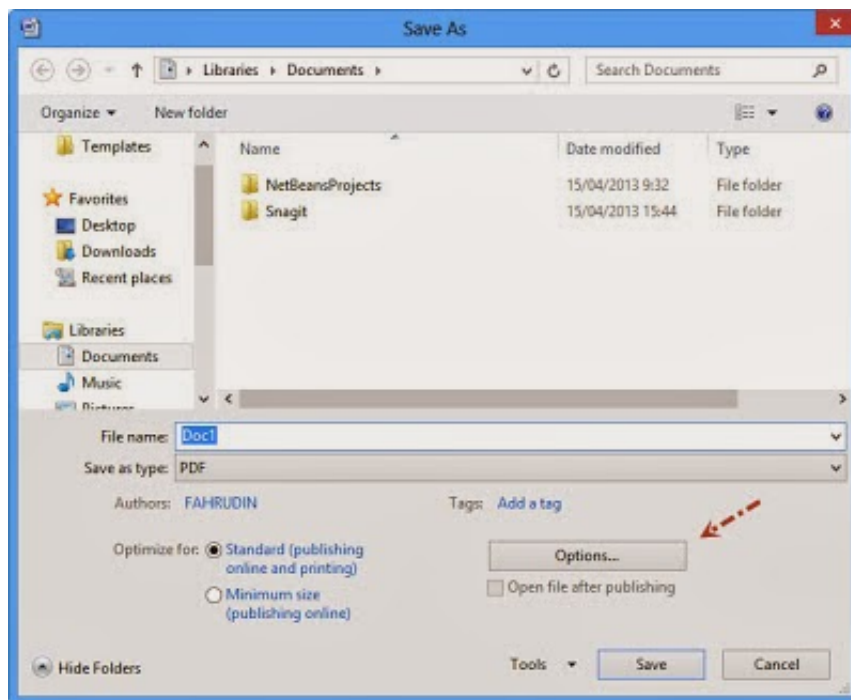 Save As
Libraries Documents
Search Documents
Organize New folder
Templates
Favorites
Desktop
Downloads
Recent places
Libraries
Documents
Music
Pictures
Name Date modified Type
NetBeansProjects 15/04/2013 9:32 File folder
Snagit 15/04/2013 15:44 File folder
File name: Doc1
Save as type: PDF
Authors: FAHRUDIN Tags: Add a tag
Optimize for: Standard (publishing
online and printing)
Minimum size
(publishing online)
Options...
Open file after publishing
Hide Folders Tools Save Cancel